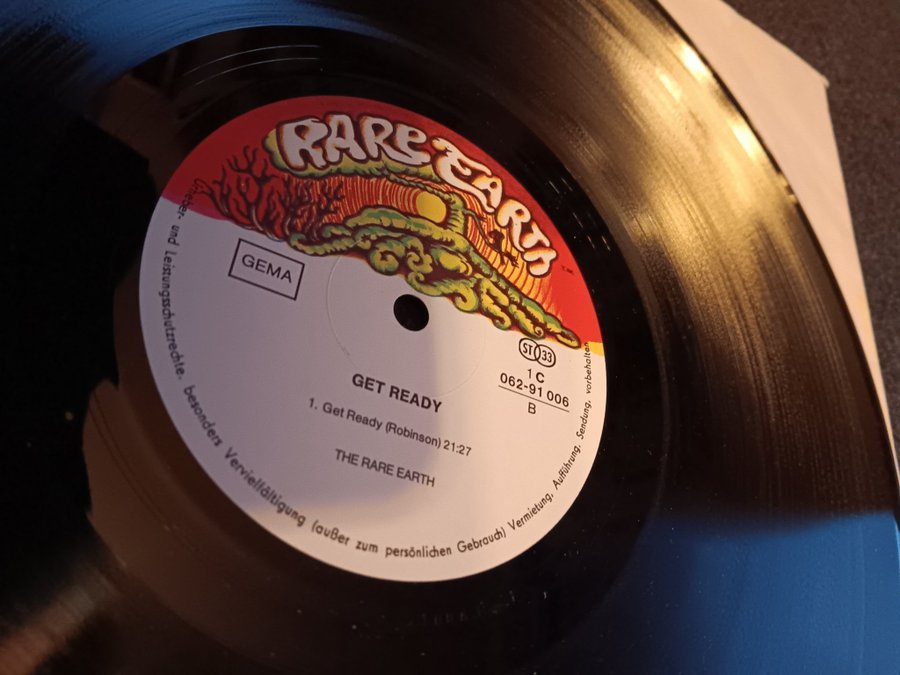 RARE EARTH
GEMA
ST 33
1 C
062-91 006
B
GET READY
1. Get Ready (Robinson) 21:27
THE RARE EARTH
Urheber- und Leistungsschutzrechte, besonders Vervielfältigung (außer zum persönlichen Gebrauch) Vermietung, Aufführung, Sendung, vorbehalten.